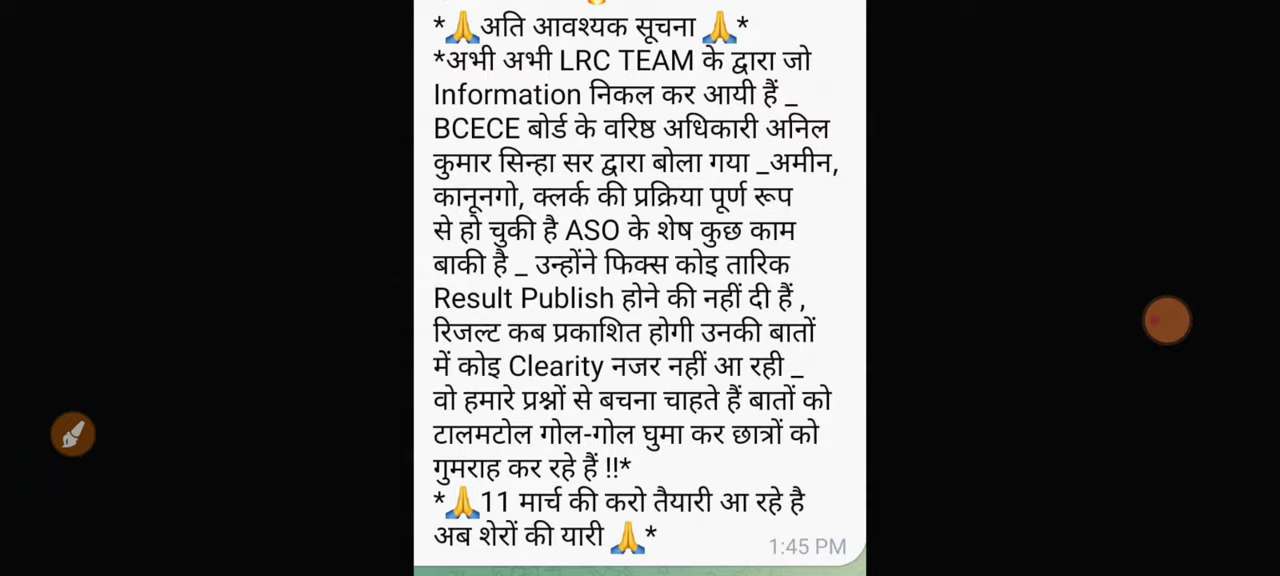 *🙏अति आवश्यक सूचना 🙏*
*अभी अभी LRC TEAM के द्वारा जो
Information निकल कर आयी हैं _
BCECE बोर्ड के वरिष्ठ अधिकारी अनिल
कुमार सिन्हा सर द्वारा बोला गया _अमीन,
कानूनगो, क्लर्क की प्रक्रिया पूर्ण रूप
से हो चुकी है ASO के शेष कुछ काम
बाकी है _ उन्होंने फिक्स कोइ तारिक
Result Publish होने की नहीं दी हैं ,
रिजल्ट कब प्रकाशित होगी उनकी बातों
में कोइ Clearity नजर नहीं आ रही _
वो हमारे प्रश्नों से बचना चाहते हैं बातों को
टालमटोल गोल-गोल घुमा कर छात्रों को
गुमराह कर रहे हैं !!*
*🙏11 मार्च की करो तैयारी आ रहे है
अब शेरों की यारी 🙏*
1:45 PM